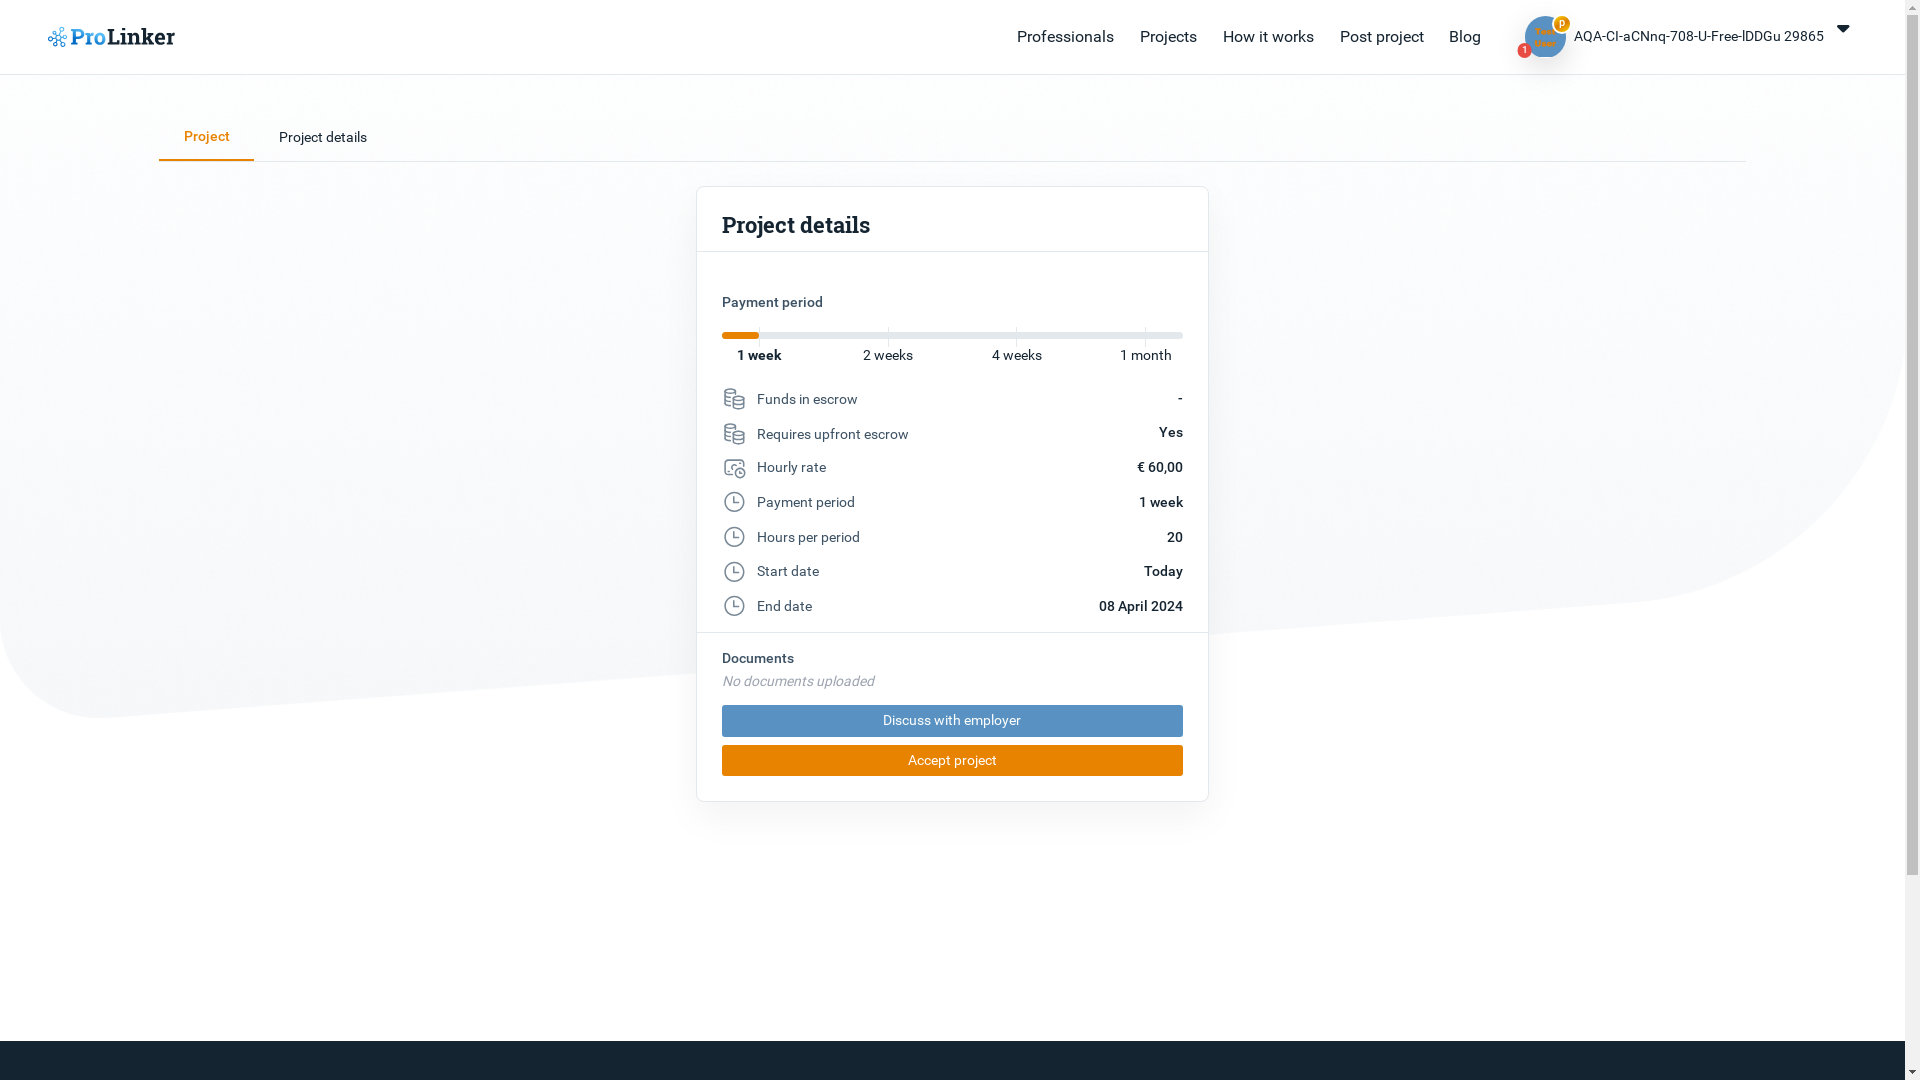 ProLinker
Professionals Projects How it works Post project Blog
P
1
AQA-CI-aCNnq-708-U-Free-lDDGu 29865
Project Project details
Project details
Payment period
1 week 2 weeks 4 weeks 1 month
Funds in escrow -
Requires upfront escrow Yes
Hourly rate € 60,00
Payment period 1 week
Hours per period 20
Start date Today
End date 08 April 2024
Documents
No documents uploaded
Discuss with employer
Accept project